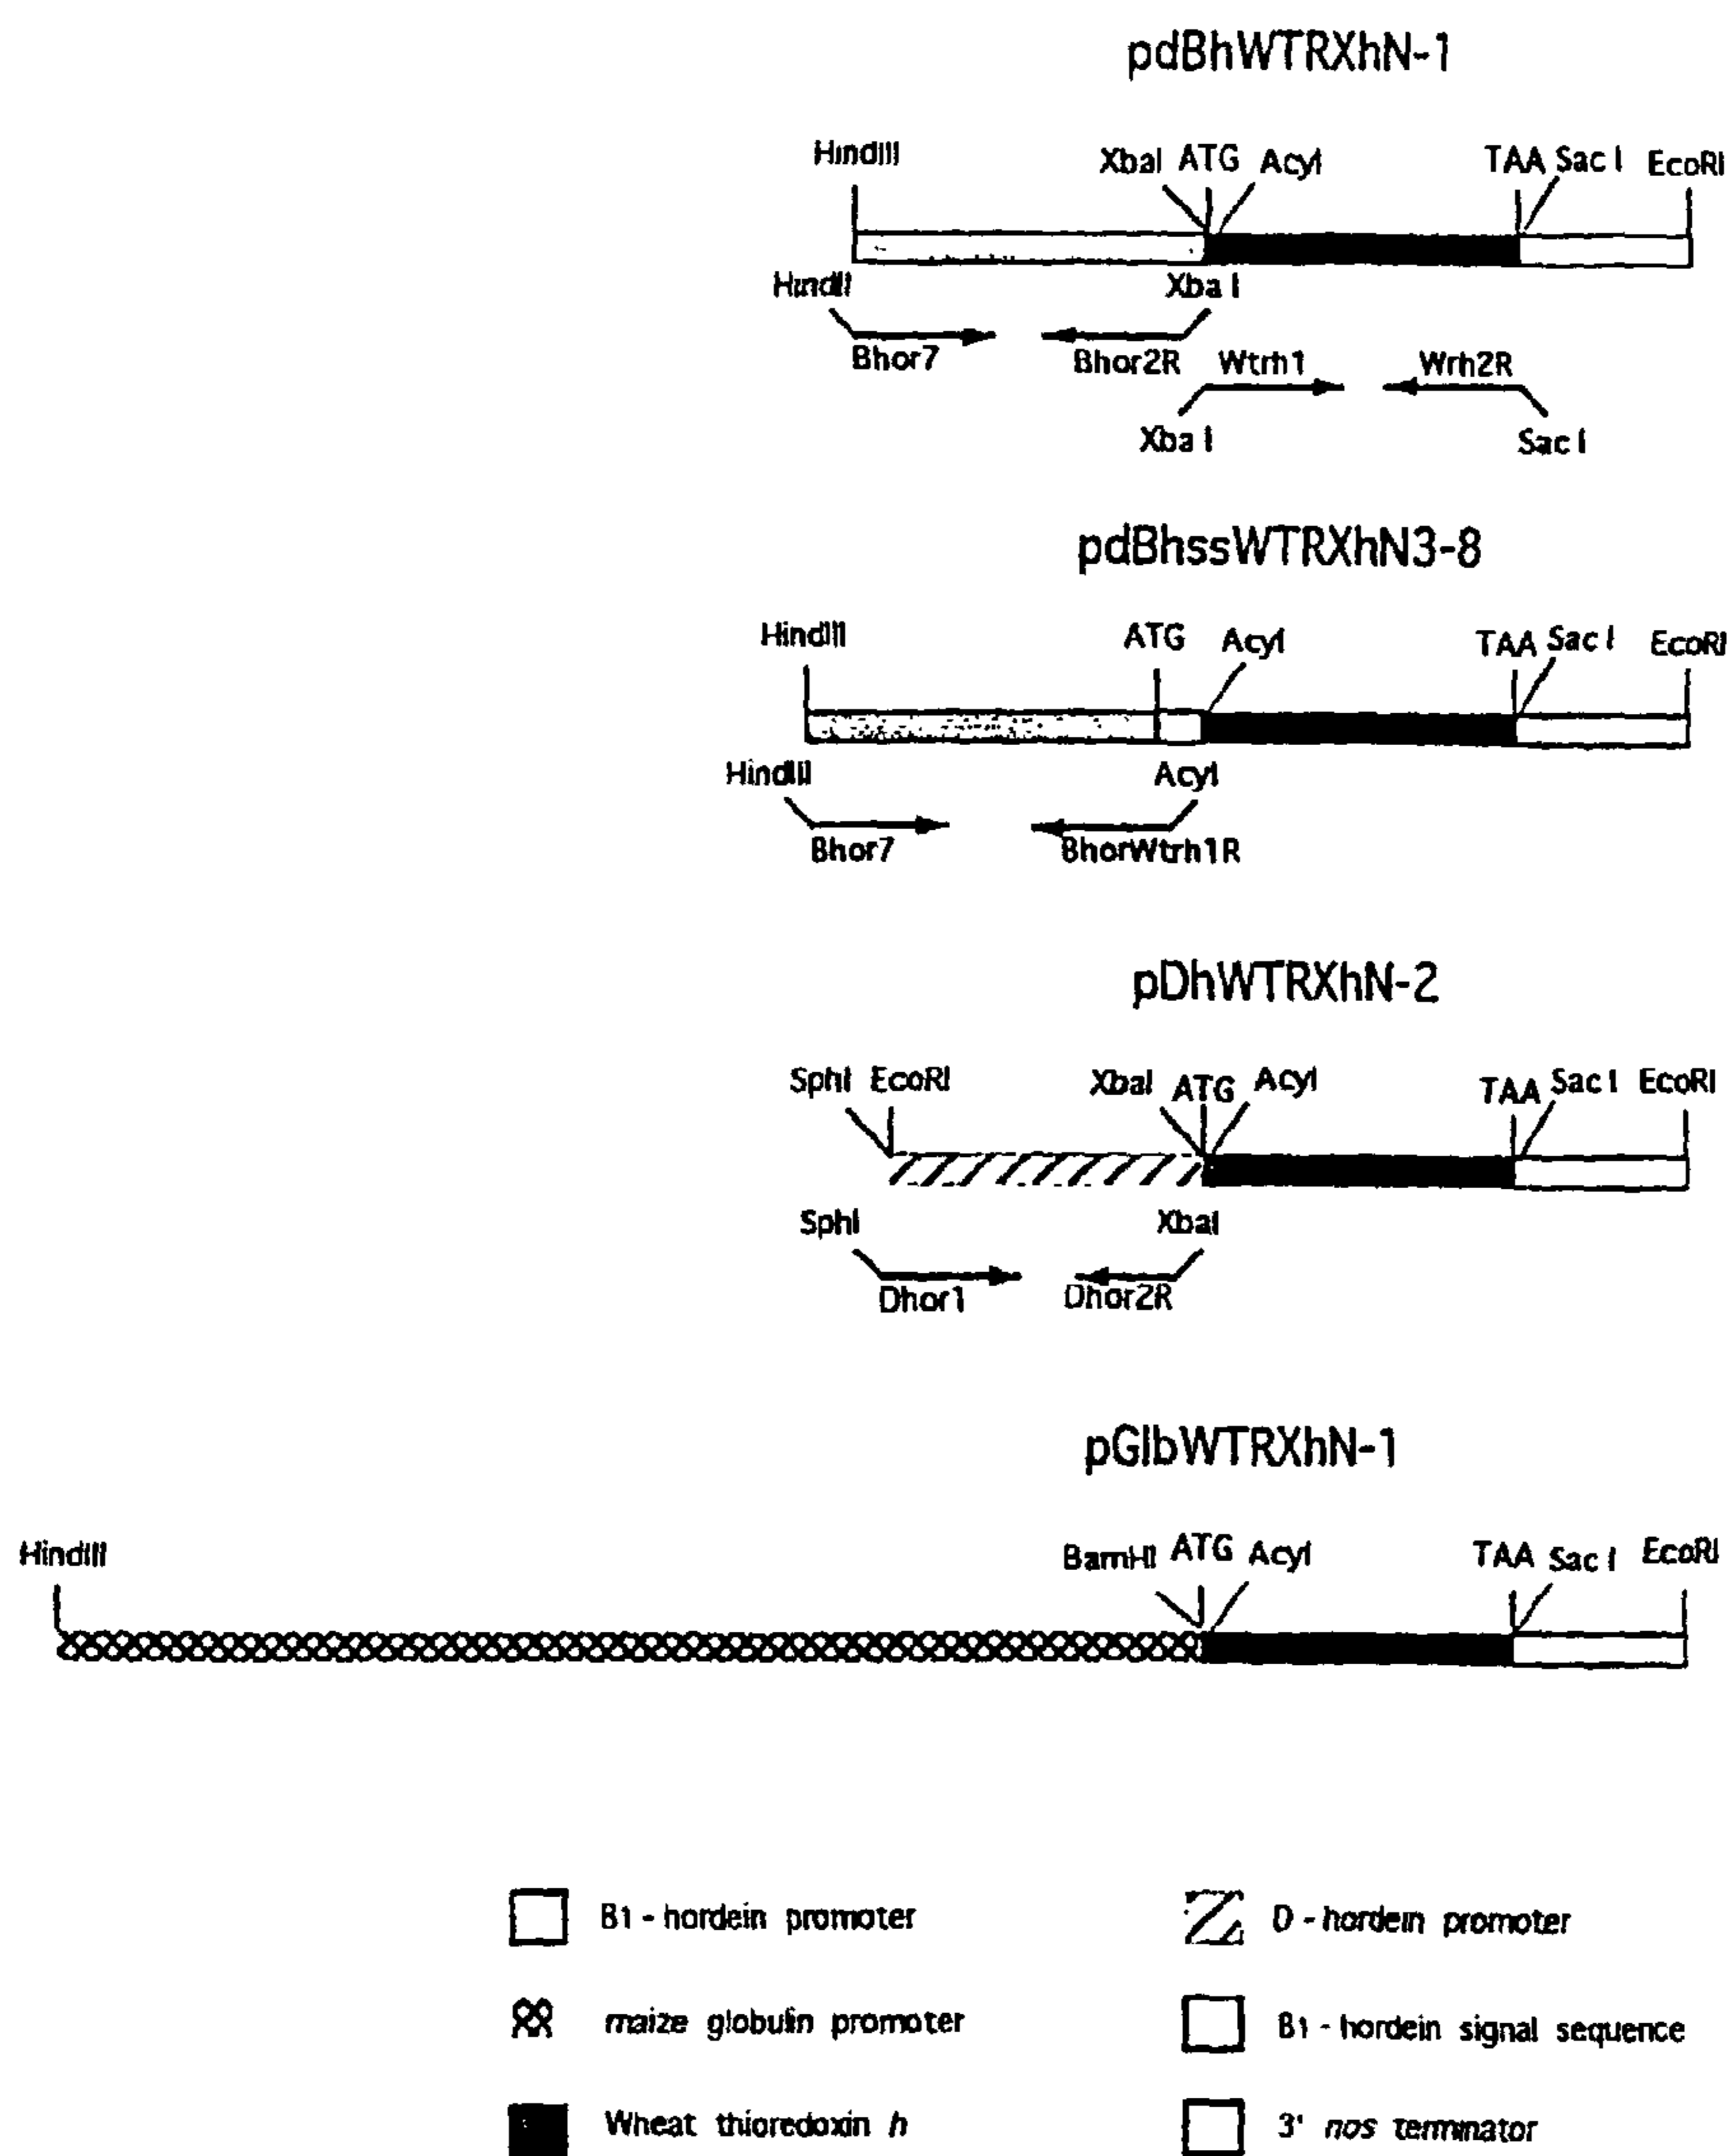 pdBhWTRXhN-1
HindIII XbaI ATG AcyI TAA Sac I EcoRI
HindII Xba I
Bhor7 Bhor2R Wtrh1 Wrh2R
Xba I Sac I
pdBhssWTRXhN3-8
HindIII ATG AcyI TAA Sac I EcoRI
HindIII AcyI
Bhor7 BhorWtrh1R
pDhWTRXhN-2
SphI EcoRI XbaI ATG AcyI TAA Sac I EcoRI
SphI XbaI
Dhor1 Dhor2R
pGlbWTRXhN-1
HindIII BamHI ATG AcyI TAA Sac I EcoRI
B1 - hordein promoter D - hordein promoter
maize globulin promoter B1 - hordein signal sequence
Wheat thioredoxin h 3' nos terminator